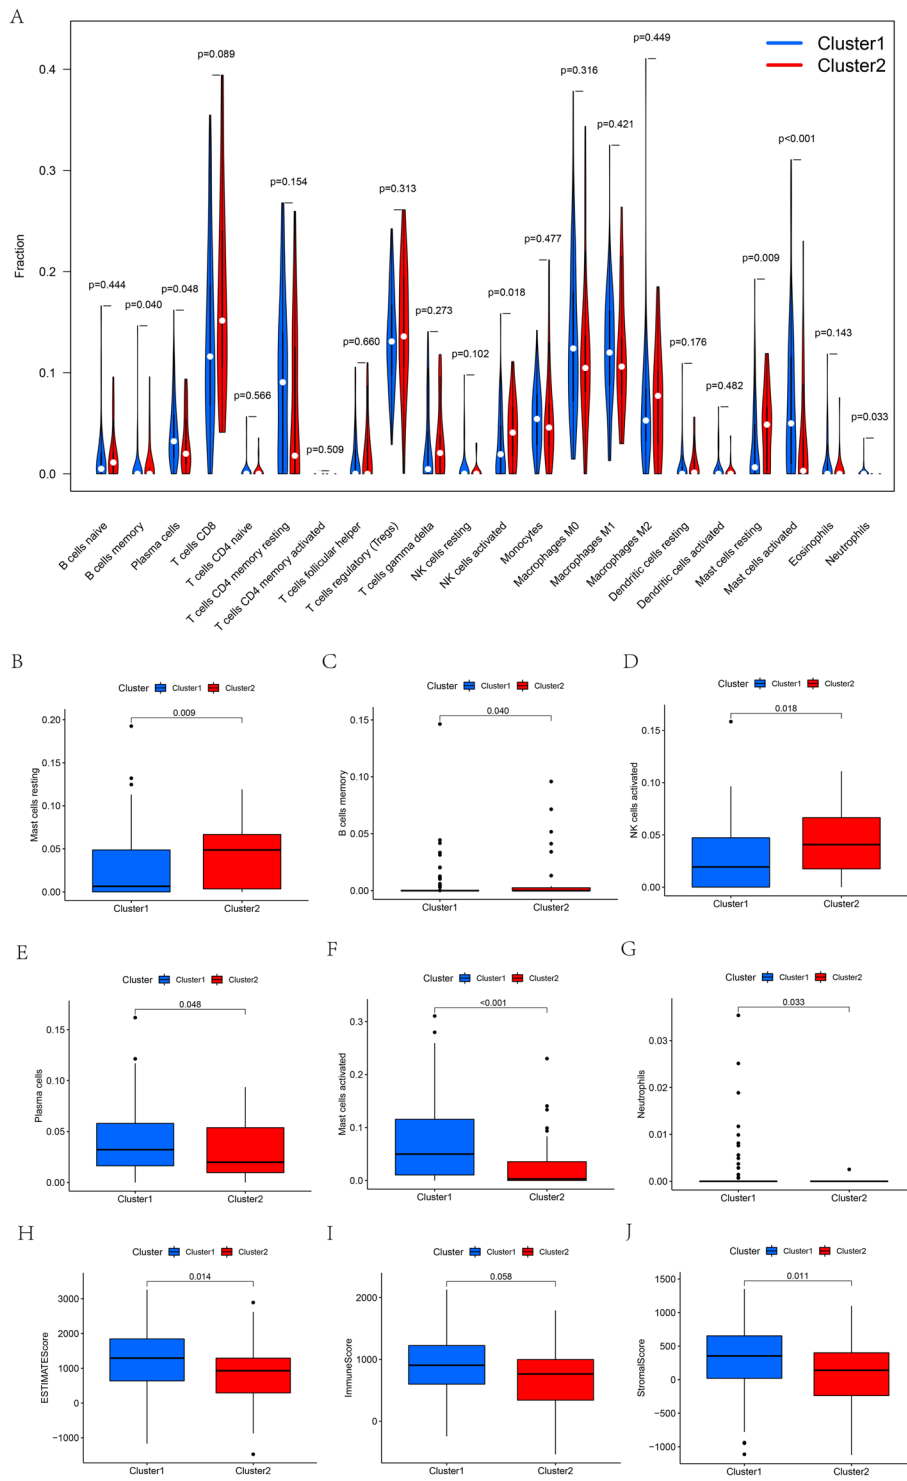 A
Cluster1
Cluster2
p=0.444
p=0.040
p=0.048
p=0.089
p=0.566
p=0.154
p=0.509
p=0.660
p=0.313
p=0.273
p=0.102
p=0.018
p=0.477
p=0.316
p=0.421
p=0.449
p=0.176
p=0.482
p=0.009
p<0.001
p=0.143
p=0.033
Fraction
0.4
0.3
0.2
0.1
0.0
B cells naive
B cells memory
Plasma cells
T cells CD8
T cells CD4 naive
T cells CD4 memory resting
T cells CD4 memory activated
T cells follicular helper
T cells regulatory (Tregs)
T cells gamma delta
NK cells resting
NK cells activated
Monocytes
Macrophages M0
Macrophages M1
Macrophages M2
Dendritic cells resting
Dendritic cells activated
Mast cells resting
Mast cells activated
Eosinophils
Neutrophils
B
Cluster Cluster1 Cluster2
0.009
Mast cells resting
0.20
0.15
0.10
0.05
0.00
Cluster1 Cluster2
C
Cluster Cluster1 Cluster2
0.040
B cells memory
0.15
0.10
0.05
0.00
Cluster1 Cluster2
D
Cluster Cluster1 Cluster2
0.018
NK cells activated
0.15
0.10
0.05
0.00
Cluster1 Cluster2
E
Cluster Cluster1 Cluster2
0.048
Plasma cells
0.15
0.10
0.05
0.00
Cluster1 Cluster2
F
Cluster Cluster1 Cluster2
<0.001
Mast cells activated
0.3
0.2
0.1
0.0
Cluster1 Cluster2
G
Cluster Cluster1 Cluster2
0.033
Neutrophils
0.03
0.02
0.01
0.00
Cluster1 Cluster2
H
Cluster Cluster1 Cluster2
0.014
ESTIMATEScore
3000
2000
1000
0
−1000
Cluster1 Cluster2
I
Cluster Cluster1 Cluster2
0.058
ImmuneScore
2000
1000
0
Cluster1 Cluster2
J
Cluster Cluster1 Cluster2
0.011
StromalScore
1500
1000
500
0
−500
−1000
Cluster1 Cluster2